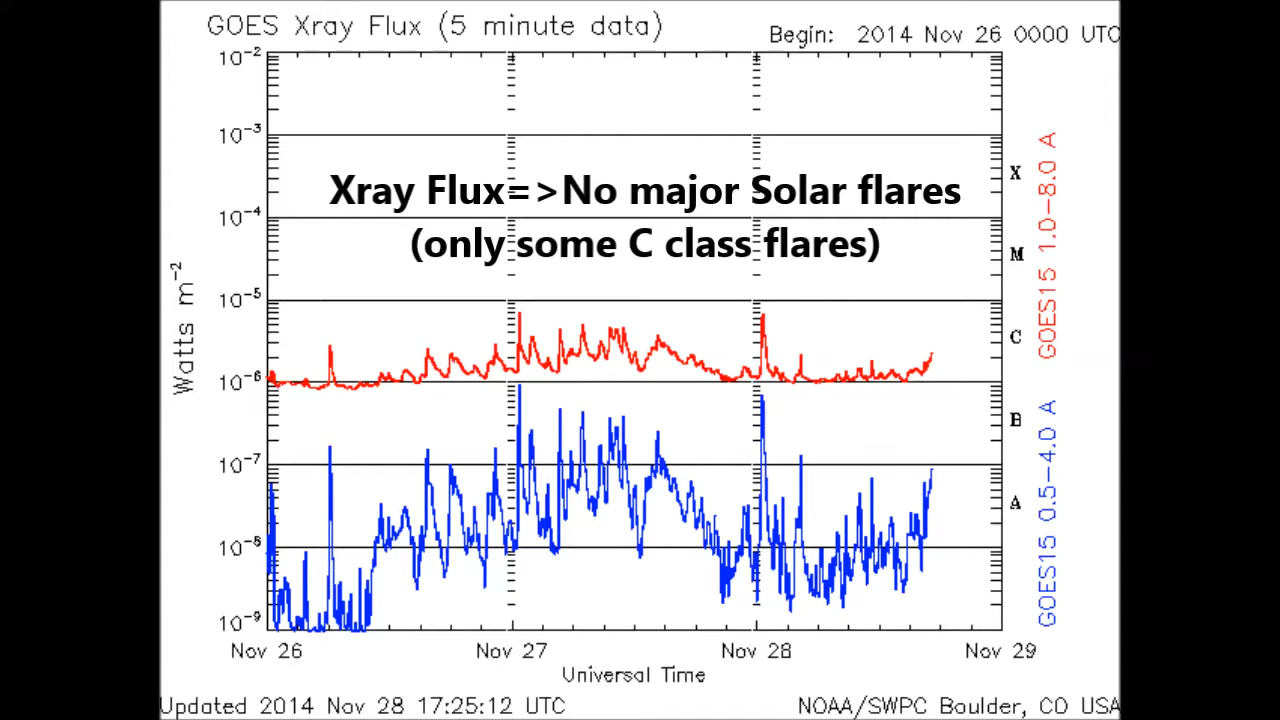 GOES Xray Flux (5 minute data)
Begin: 2014 Nov 26 0000 UTC
10-2
10-3
10-4
10-5
10-6
10-7
10-8
10-9
Watts m-2
Xray Flux=>No major Solar flares
(only some C class flares)
X
M
C
B
A
GOES15 1.0-8.0 A
GOES15 0.5-4.0 A
Nov 26 Nov 27 Nov 28 Nov 29
Universal Time
Updated 2014 Nov 28 17:25:12 UTC
NOAA/SWPC Boulder, CO USA